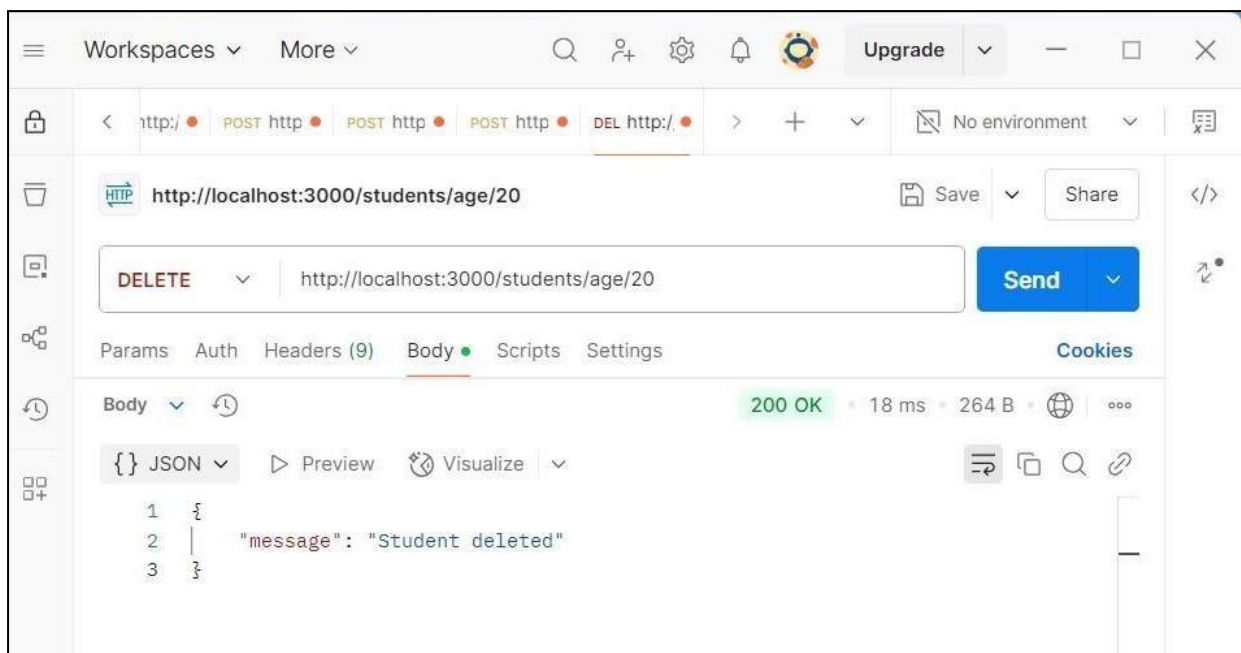 Workspaces More Upgrade
http:/ POST http POST http POST http DEL http:/ No environment
HTTP http://localhost:3000/students/age/20 Save Share
DELETE http://localhost:3000/students/age/20 Send
Params Auth Headers (9) Body Scripts Settings Cookies
Body 200 OK 18 ms 264 B
{} JSON Preview Visualize
1 {
2 "message": "Student deleted"
3 }